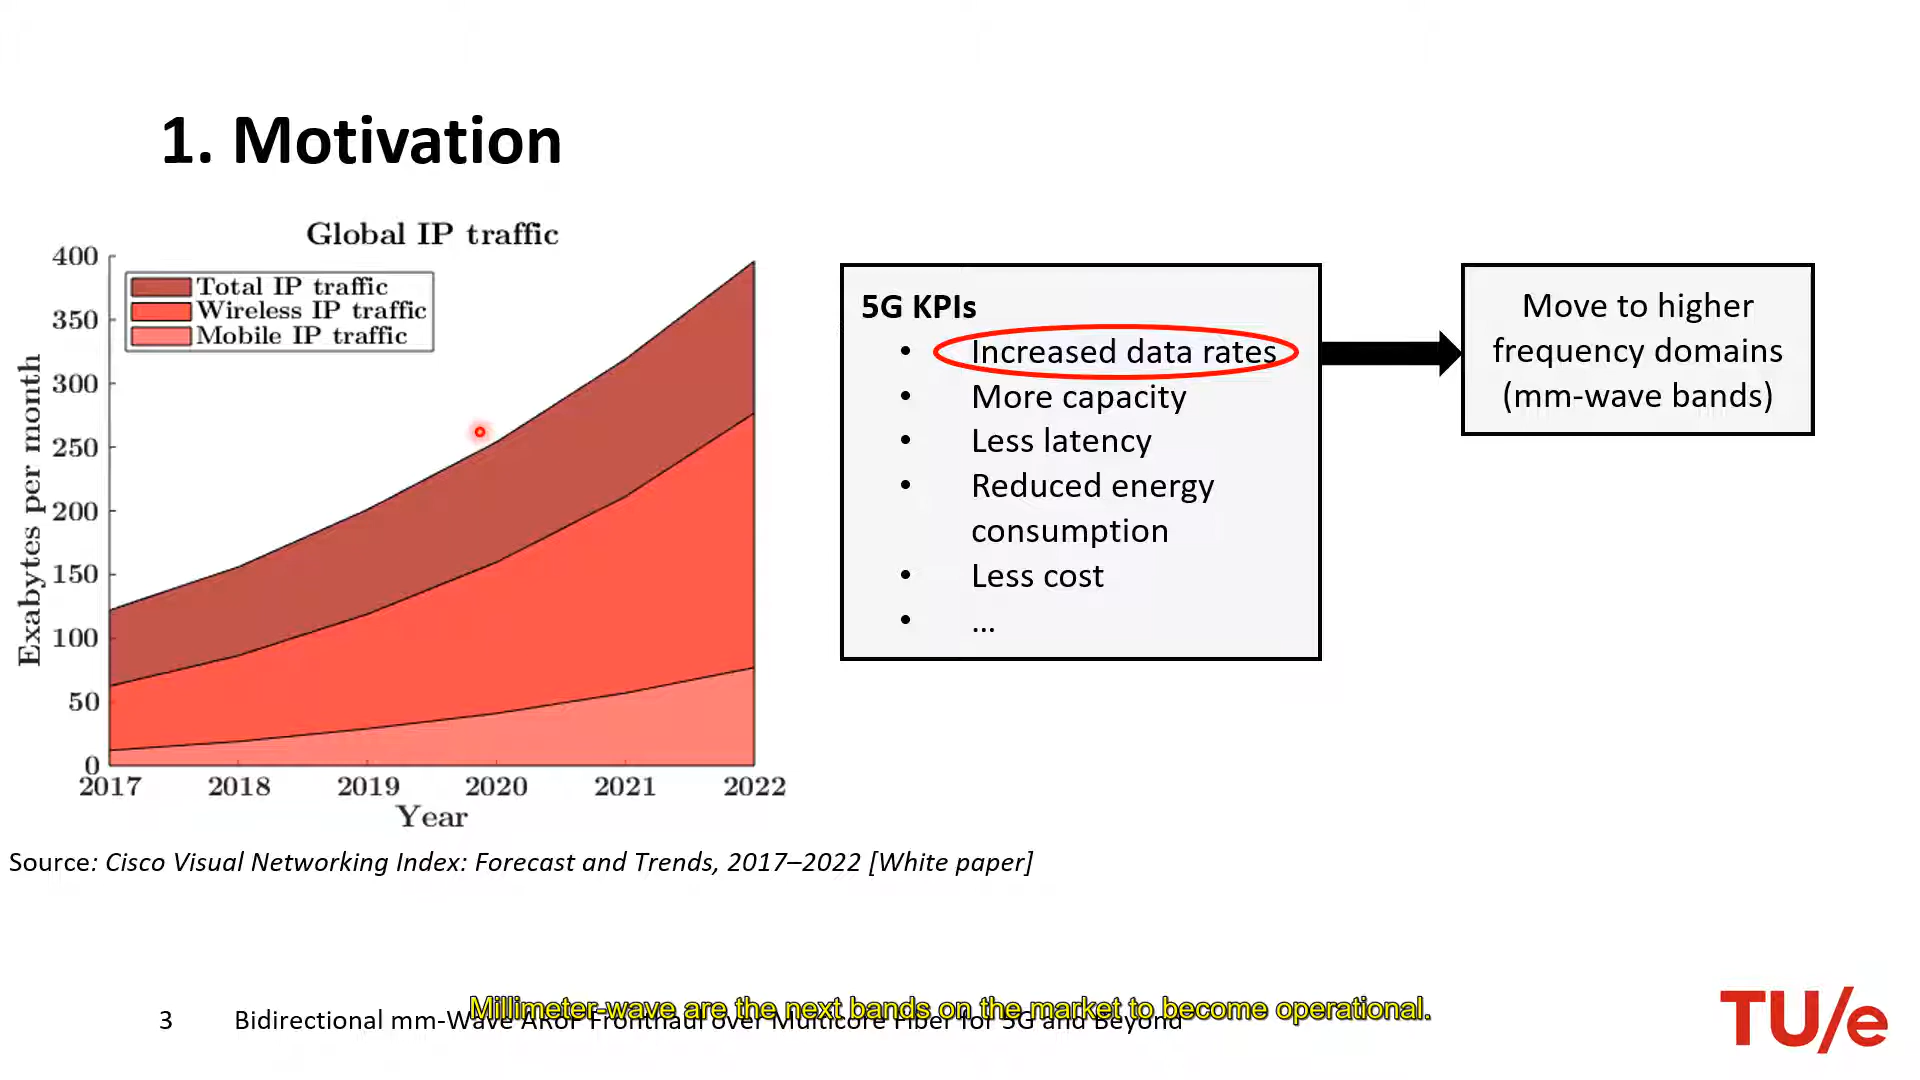 1. Motivation
Global IP traffic
Total IP traffic
Wireless IP traffic
Mobile IP traffic
Exabytes per month
400
350
300
250
200
150
100
50
0
2017 2018 2019 2020 2021 2022
Year
Source: Cisco Visual Networking Index: Forecast and Trends, 2017–2022 [White paper]
5G KPIs
• Increased data rates
• More capacity
• Less latency
• Reduced energy
consumption
• Less cost
• ...
Move to higher
frequency domains
(mm-wave bands)
Millimeter-wave are the next bands on the market to become operational.
3 Bidirectional mm-Wave ARoF Fronthaul over Multicore Fiber for 5G and Beyond
TU/e